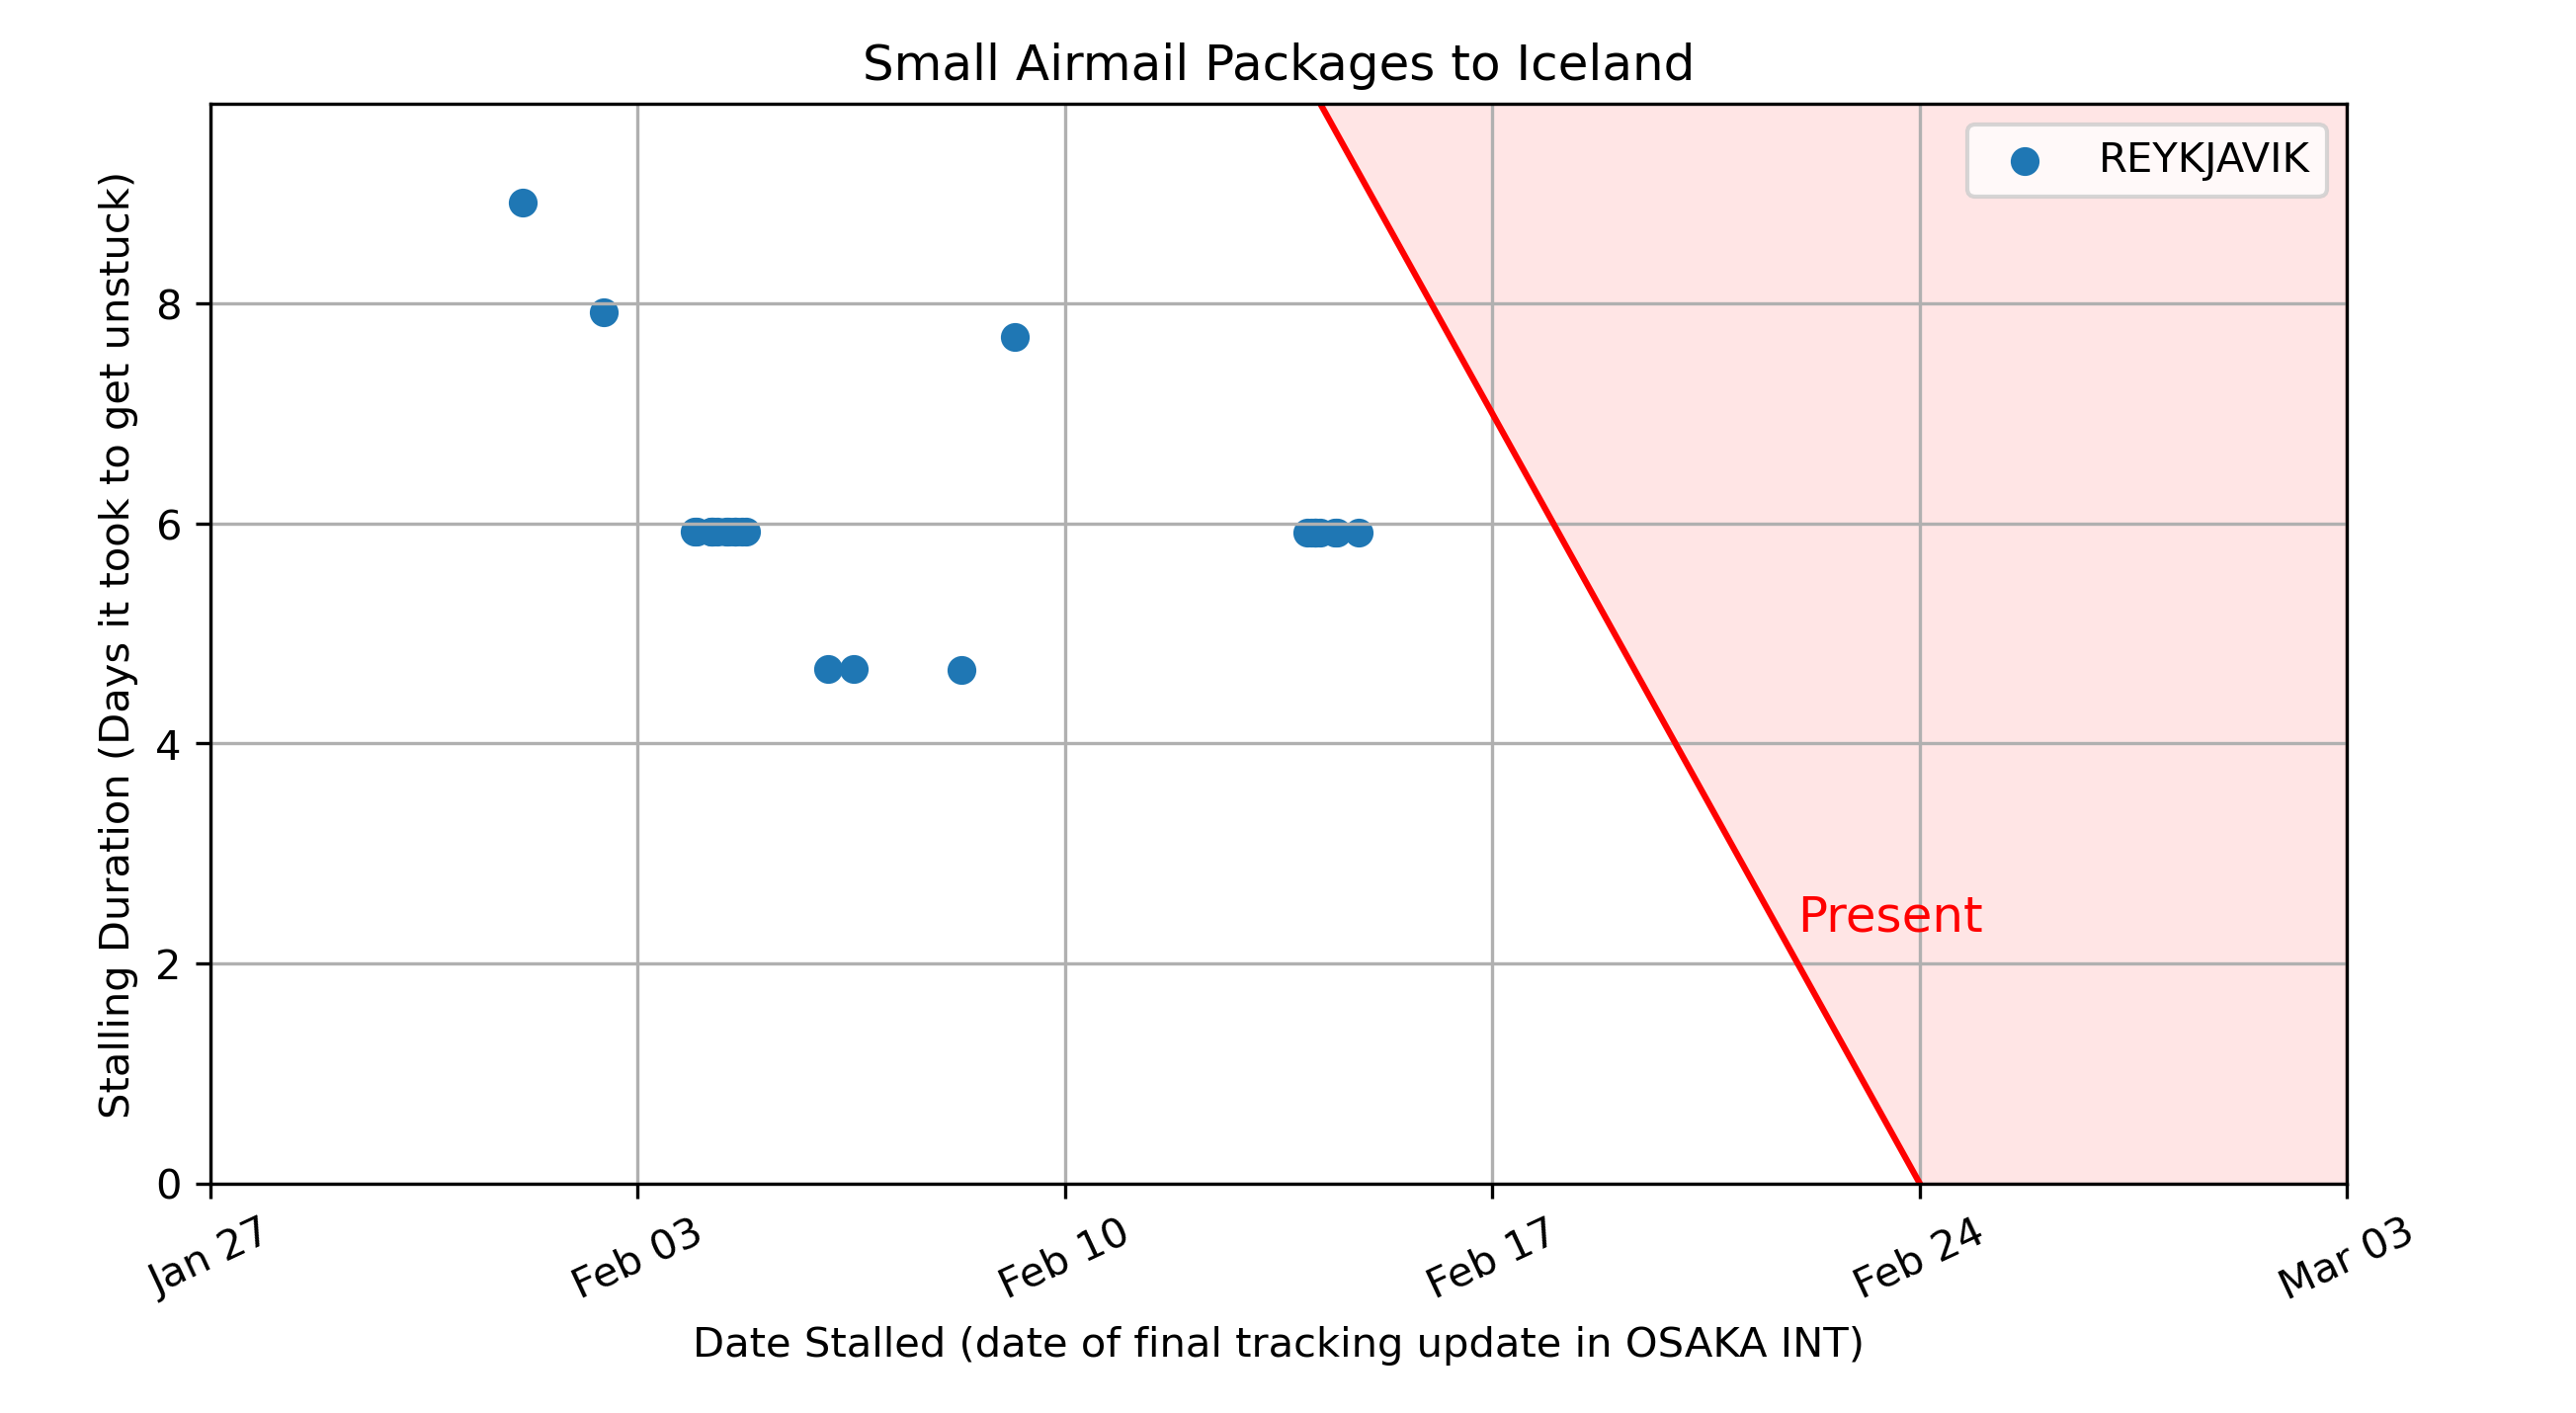 Small Airmail Packages to Iceland
REYKJAVIK
Stalling Duration (Days it took to get unstuck)
8
6
4
2
0
Present
Jan 27
Feb 03
Feb 10
Feb 17
Feb 24
Mar 03
Date Stalled (date of final tracking update in OSAKA INT)